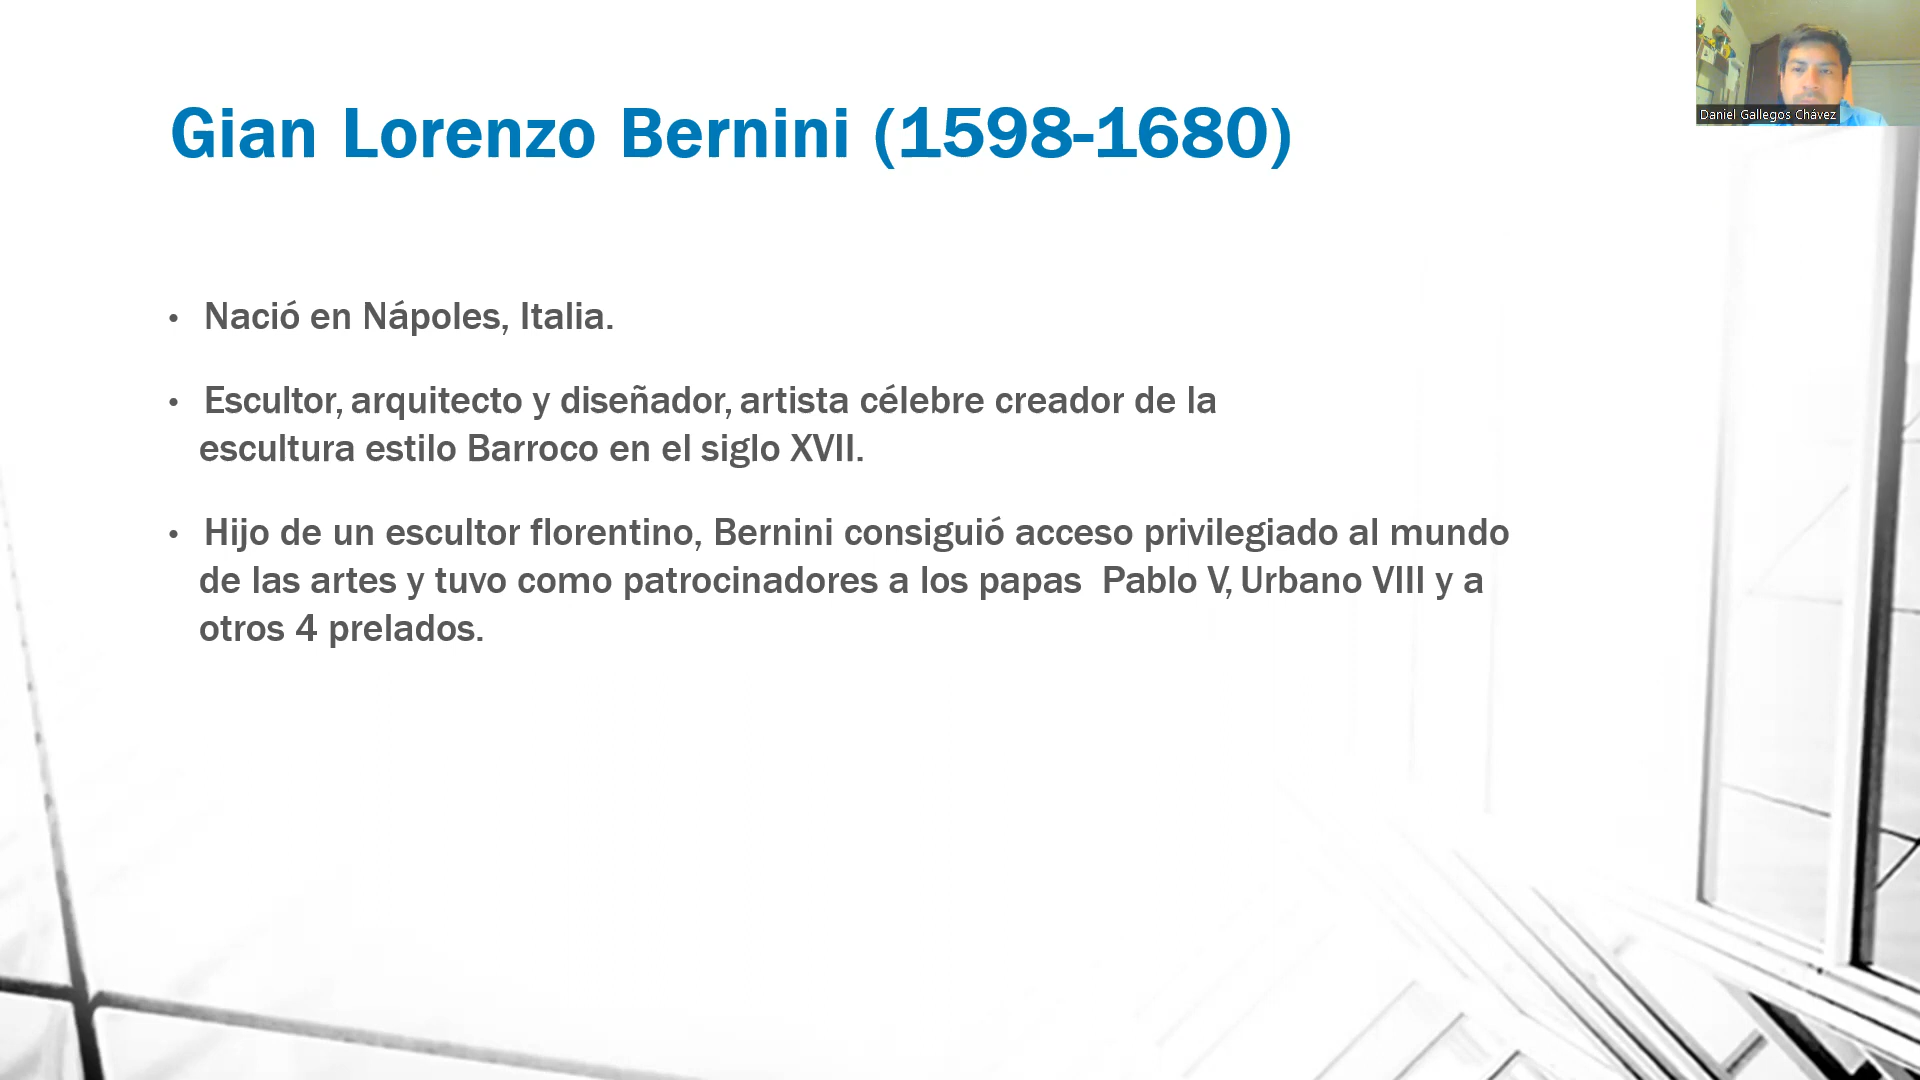 Gian Lorenzo Bernini (1598-1680)
Daniel Gallegos Chávez
• Nació en Nápoles, Italia.
• Escultor, arquitecto y diseñador, artista célebre creador de la
escultura estilo Barroco en el siglo XVII.
• Hijo de un escultor florentino, Bernini consiguió acceso privilegiado al mundo
de las artes y tuvo como patrocinadores a los papas  Pablo V, Urbano VIII y a
otros 4 prelados.